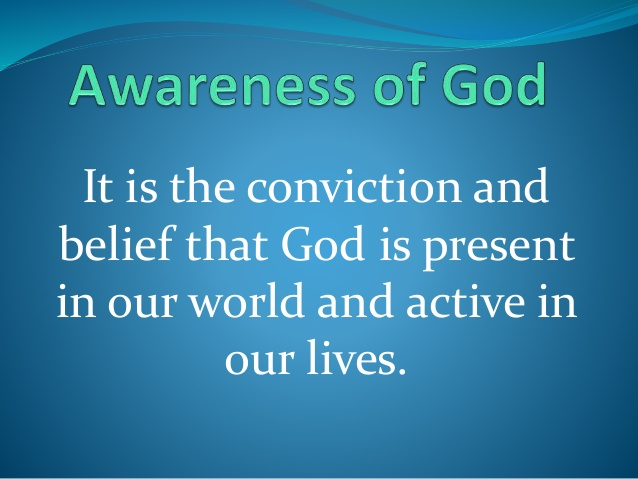 Awareness of God
It is the conviction and
belief that God is present
in our world and active in
our lives.